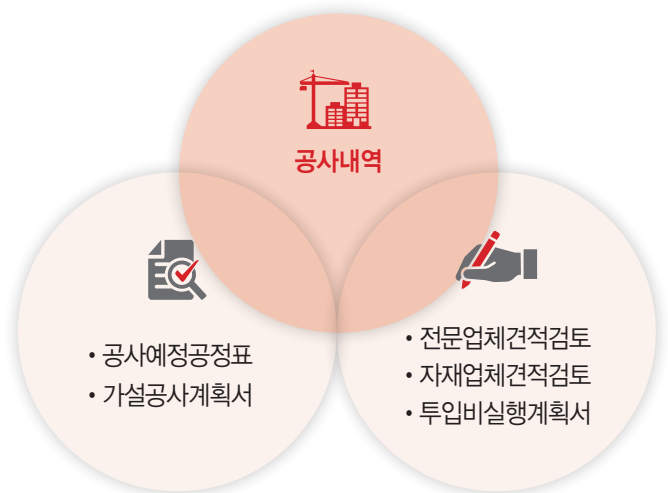 공사내역
• 공사예정공정표
• 가설공사계획서
• 전문업체견적검토
• 자재업체견적검토
• 투입비실행계획서